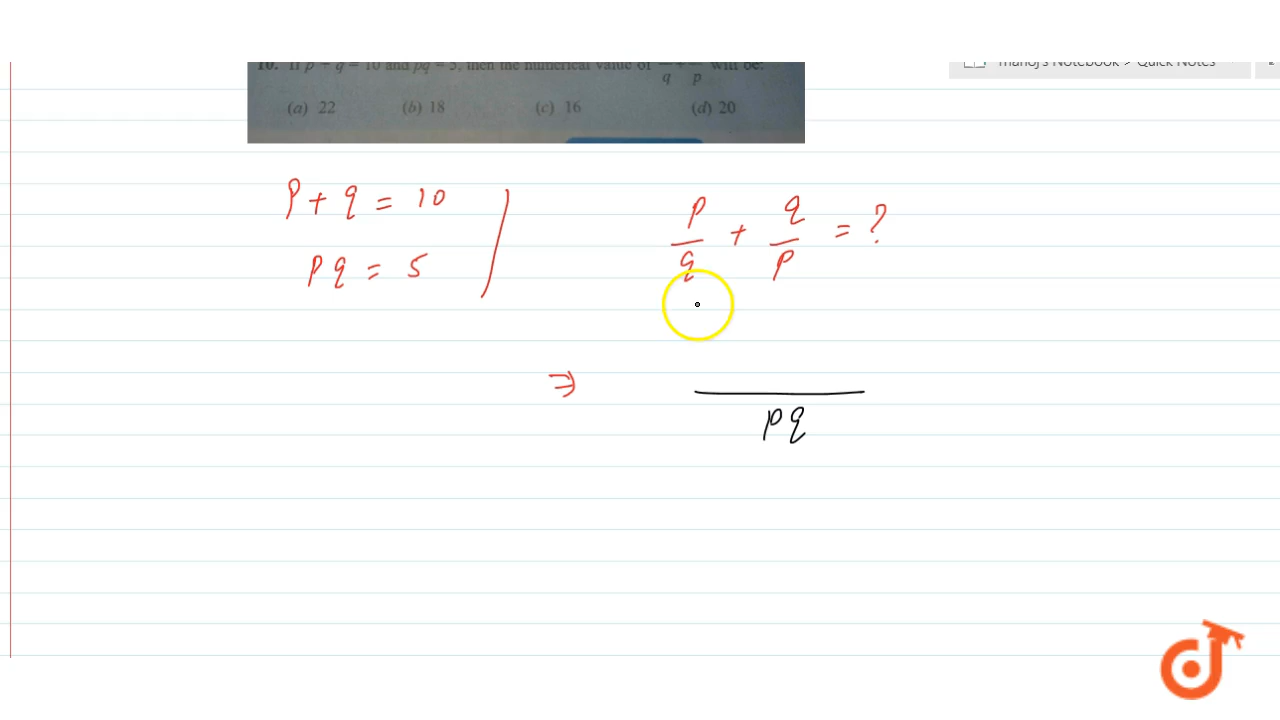 manoj's Notebook > Quick Notes
10. If p + q = 10 and pq = 5, then the numerical value of p/q + q/p will be:
(a) 22 (b) 18 (c) 16 (d) 20
p + q = 10
pq = 5
p/q + q/p = ?
⇒ /pq